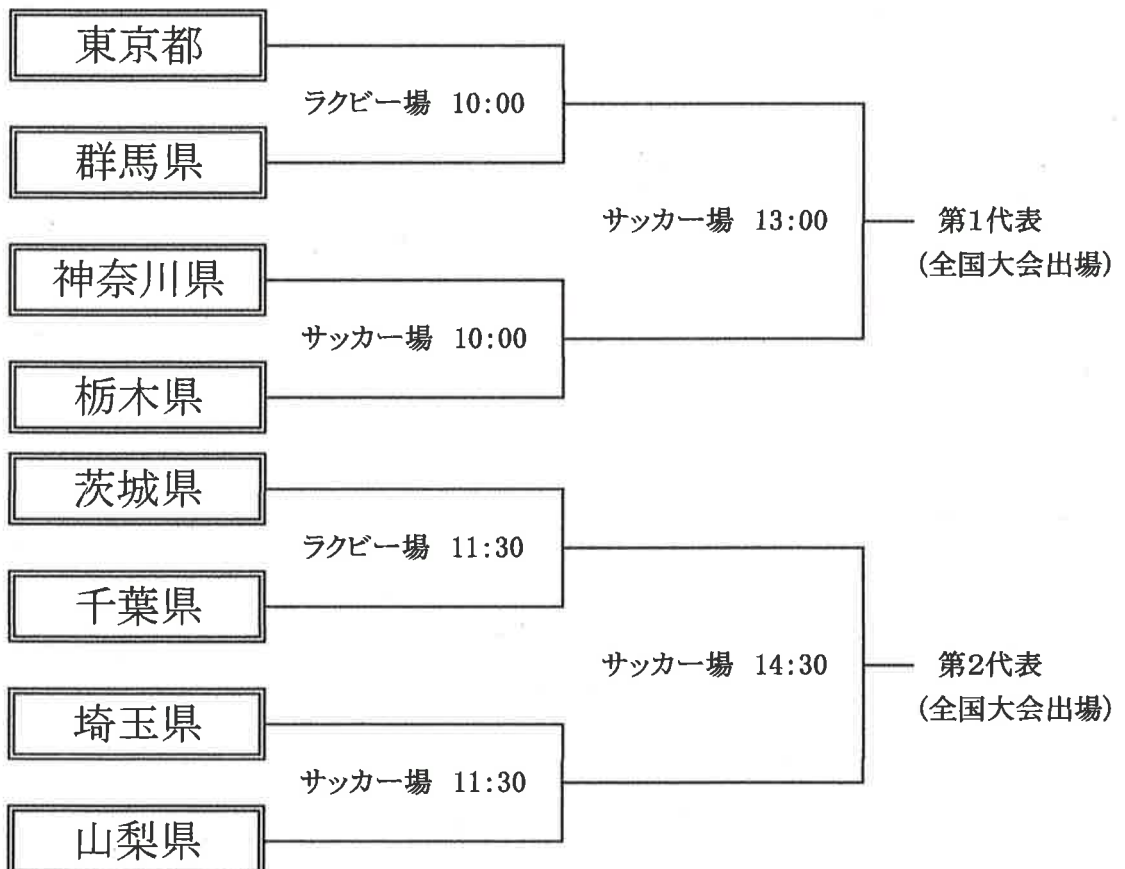 東京都
ラクビー場 10:00
群馬県
サッカー場 13:00
第1代表
(全国大会出場)
神奈川県
サッカー場 10:00
栃木県
茨城県
ラクビー場 11:30
千葉県
サッカー場 14:30
第2代表
(全国大会出場)
埼玉県
サッカー場 11:30
山梨県